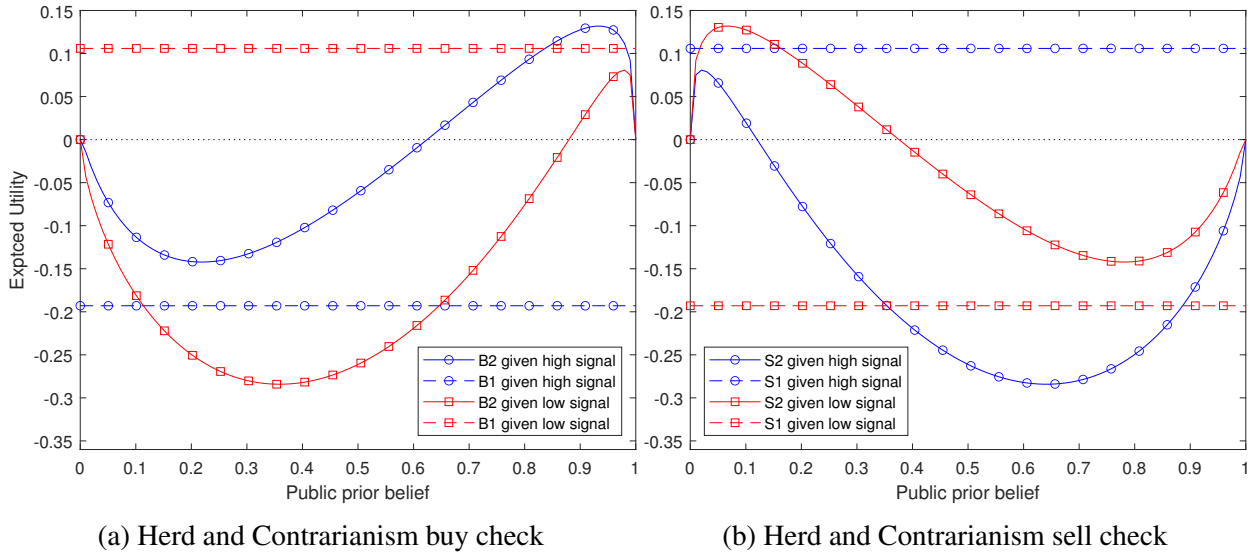 0.15
0.1
0.05
0
-0.05
-0.1
-0.15
-0.2
-0.25
-0.3
-0.35
Exptced Utility
B2 given high signal
B1 given high signal
B2 given low signal
B1 given low signal
0 0.1 0.2 0.3 0.4 0.5 0.6 0.7 0.8 0.9 1
Public prior belief
(a) Herd and Contrarianism buy check
0.15
0.1
0.05
0
-0.05
-0.1
-0.15
-0.2
-0.25
-0.3
-0.35
S2 given high signal
S1 given high signal
S2 given low signal
S1 given low signal
0 0.1 0.2 0.3 0.4 0.5 0.6 0.7 0.8 0.9 1
Public prior belief
(b) Herd and Contrarianism sell check